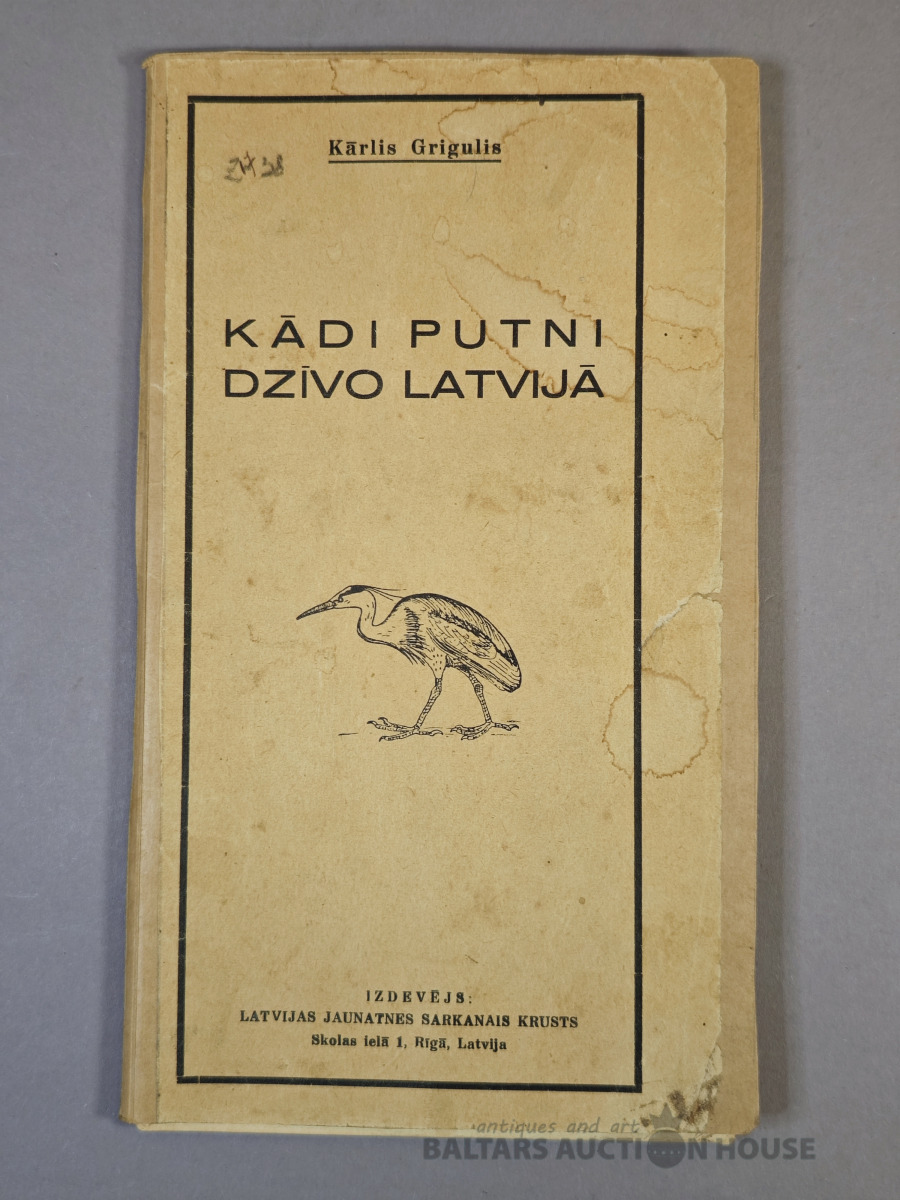 Kārlis Grigulis
KĀDI PUTNI
DZĪVO LATVIJĀ
IZDEVĒJS:
LATVIJAS JAUNATNES SARKANAIS KRUSTS
Skolas ielā 1, Rīgā, Latvija
antiques and art
BALTARS AUCTION HOUSE